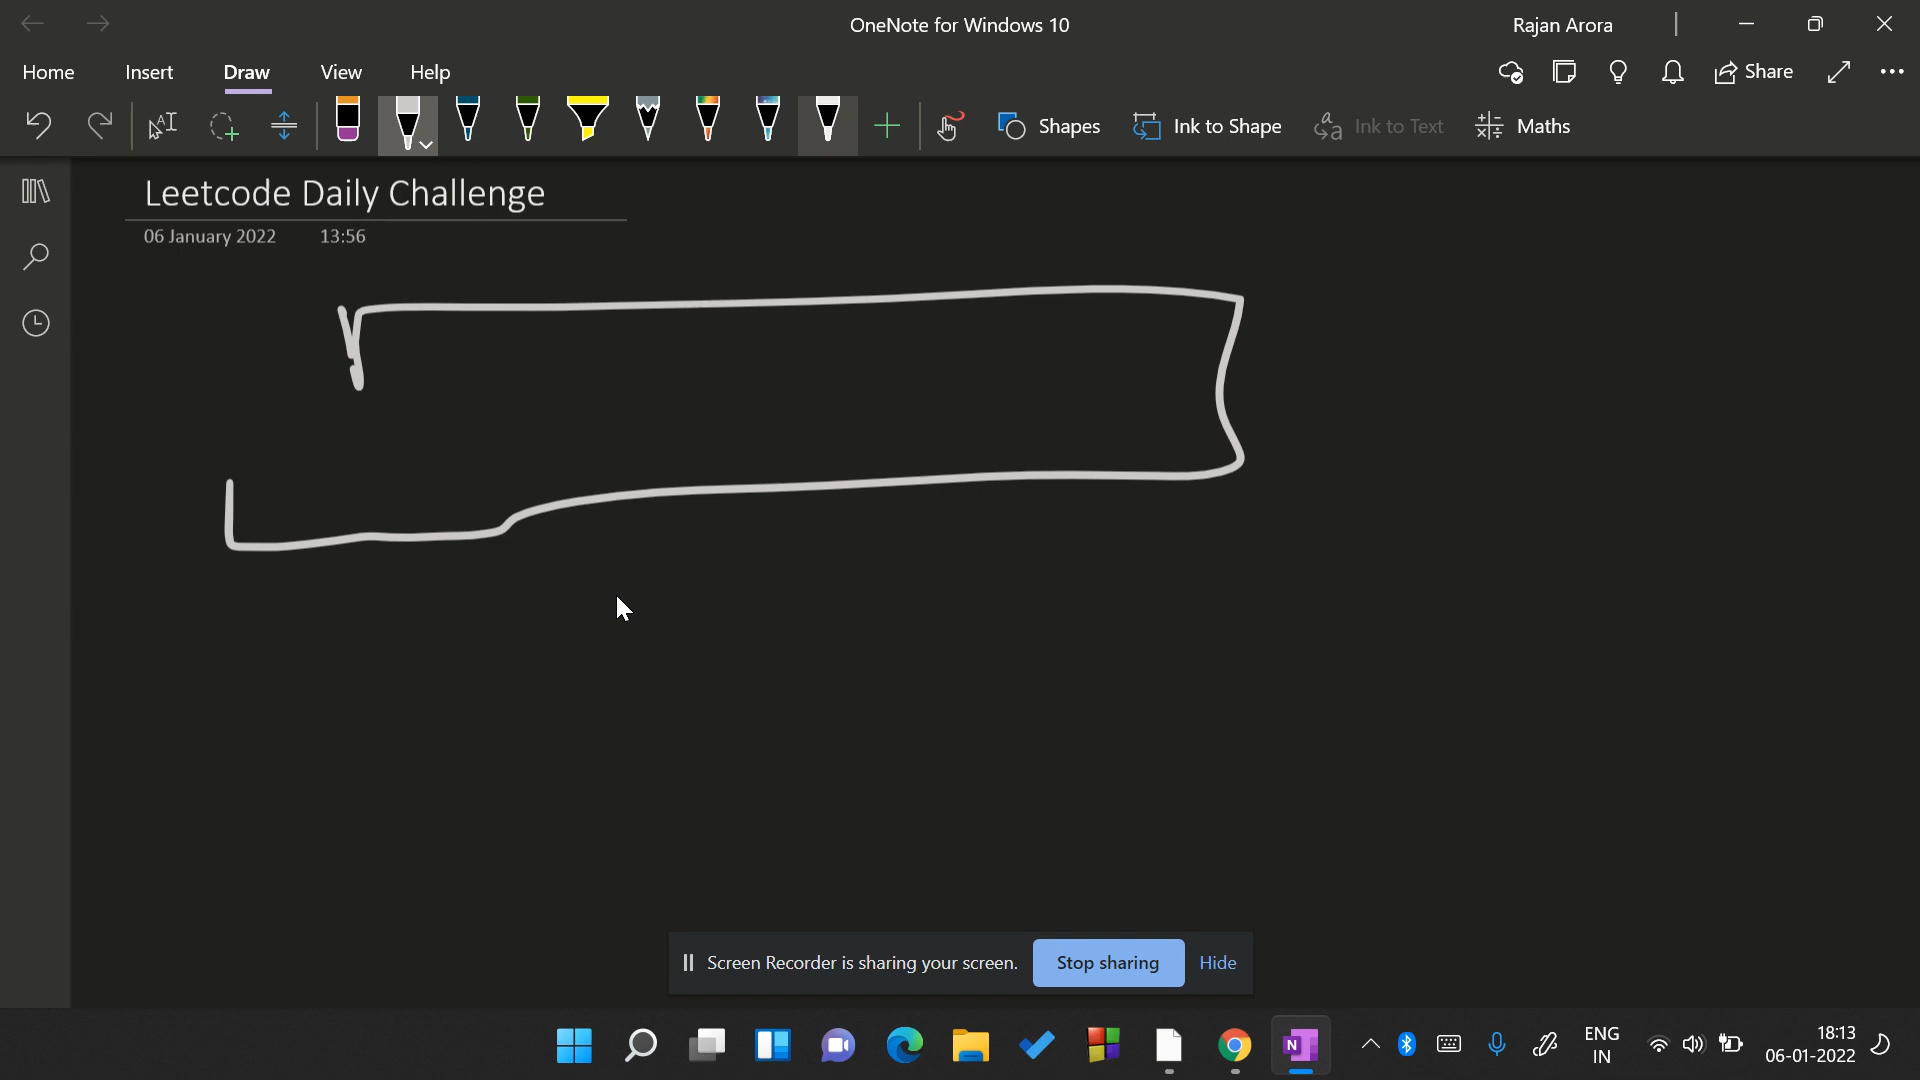 OneNote for Windows 10
Rajan Arora
Home Insert Draw View Help
Share
Shapes Ink to Shape Ink to Text Maths
Leetcode Daily Challenge
06 January 2022 13:56
Screen Recorder is sharing your screen. Stop sharing Hide
ENG
IN
18:13
06-01-2022